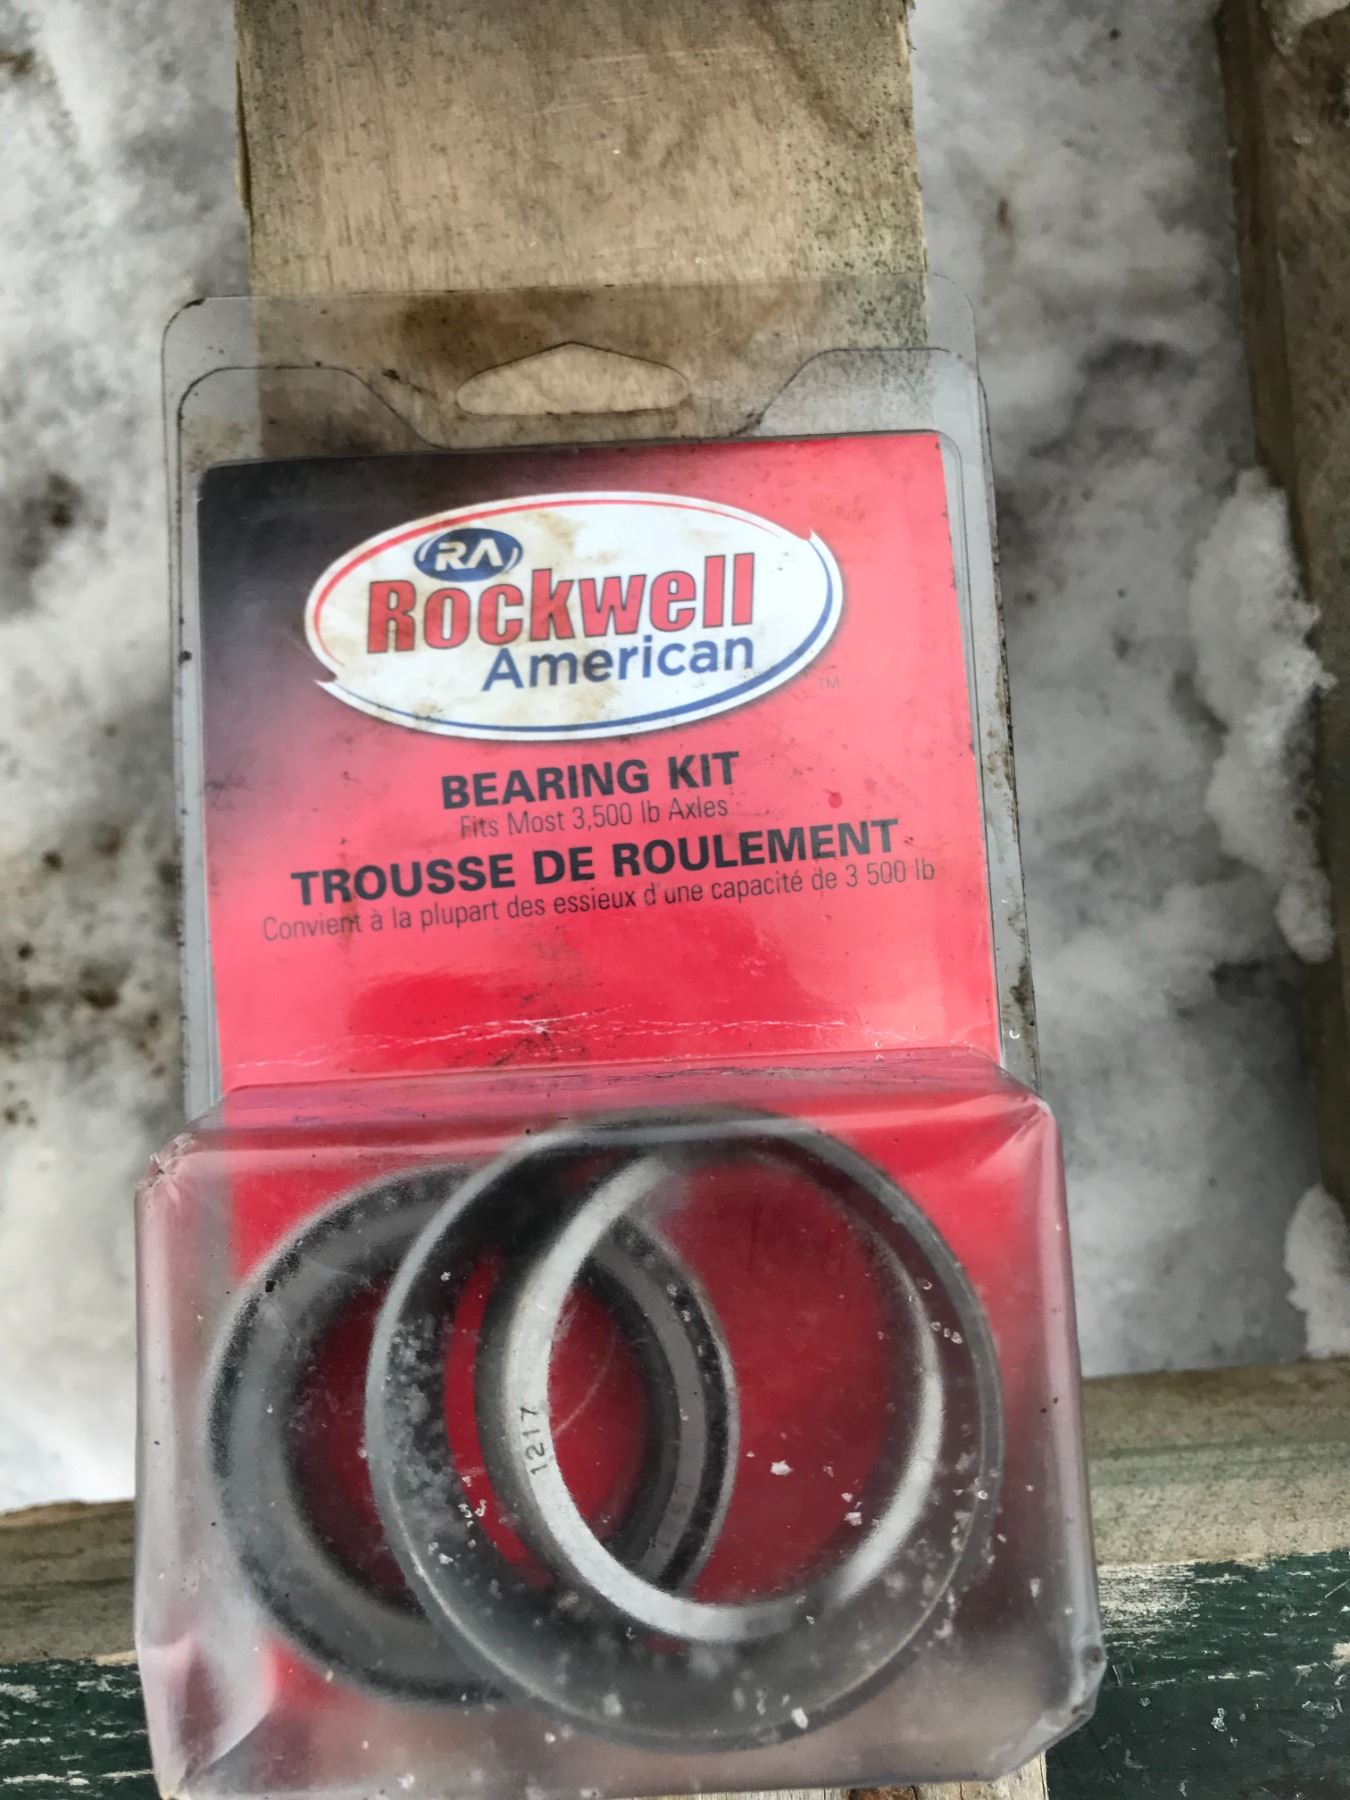 RA
Rockwell
American
TM
BEARING KIT
Fits Most 3,500 lb Axles
TROUSSE DE ROULEMENT
Convient à la plupart des essieux d'une capacité de 3 500 lb
1217